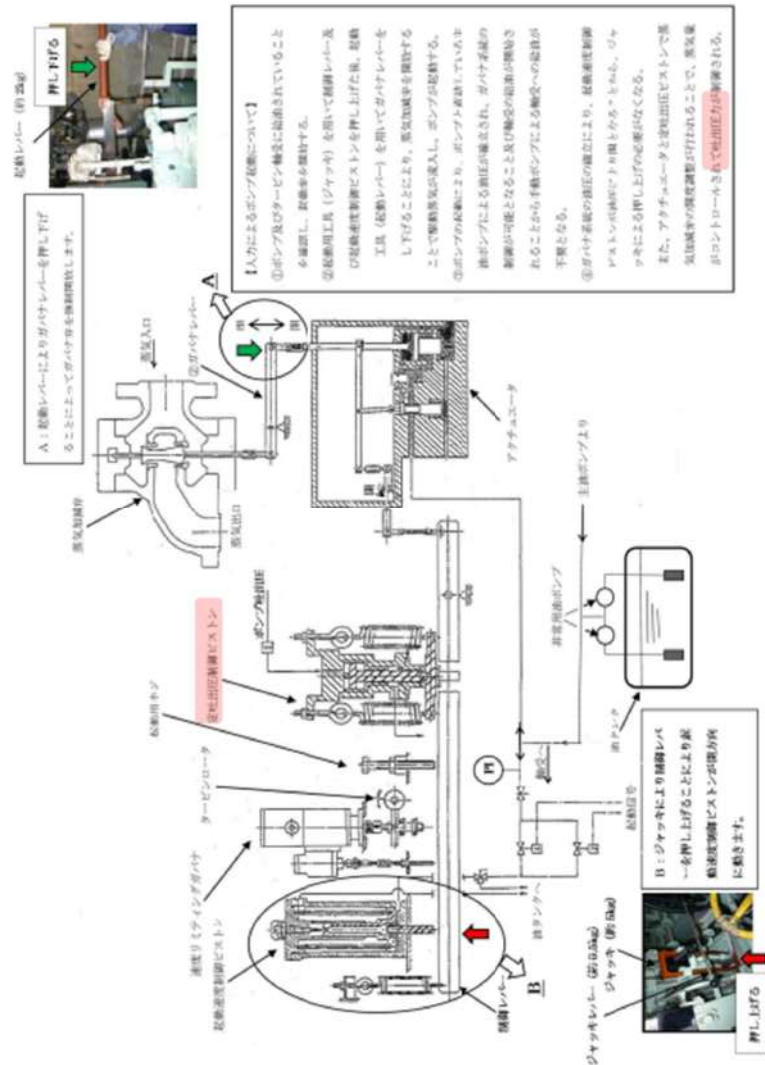 起動レバー（約2kg）
押し下げる
A：起動レバーによりガバナレバーを押し下げ
ることによってガバナ弁を強制開放します。
【人力によるポンプ起動について】
①ポンプ及びタービン軸受に給油されていること
を確認し、起動弁を開放する。
②起動用工具（ジャッキ）を用いて制御レバー及
び起動速度制御ピストンを押し上げた後、起動
工具（起動レバー）を用いてガバナレバーを
し下げることにより、蒸気加減弁を開放する
ことで駆動蒸気が流入し、ポンプが起動する。
③ポンプの起動により、ポンプと直結している主
油ポンプによる油圧が確立され、ガバナ系統の
制御が可能となること及び軸受の給油が開始さ
れることから手動ポンプによる軸受への給油が
不要となる。
④ガバナ系統の油圧の確立により、起動速度制御
ピストンが油圧により開となることから、ジャ
ッキによる押し上げの必要がなくなる。
また、アクチュエータと定吐出圧ピストンで蒸
気加減弁の開度調整が行われることで、蒸気量
がコントロールされて吐出圧力が制御される。
蒸気入口
蒸気加減弁
蒸気出口
②ガバナレバー
閉
開
A
アクチュエータ
ポンプ吐出圧
定吐出圧制御ピストン
起動用ネジ
タービンロータ
速度リミティングガバナ
起動速度制御ピストン
制御レバー
B
油タンクへ
軸受へ
PI
起動信号
主油ポンプより
非常用油ポンプ
油タンク
B：ジャッキにより制御レバ
ーを押し上げることにより起
動速度制御ピストンが開方向
に動きます。
ジャッキレバー（約0.5kg）
ジャッキ（約5kg）
押し上げる